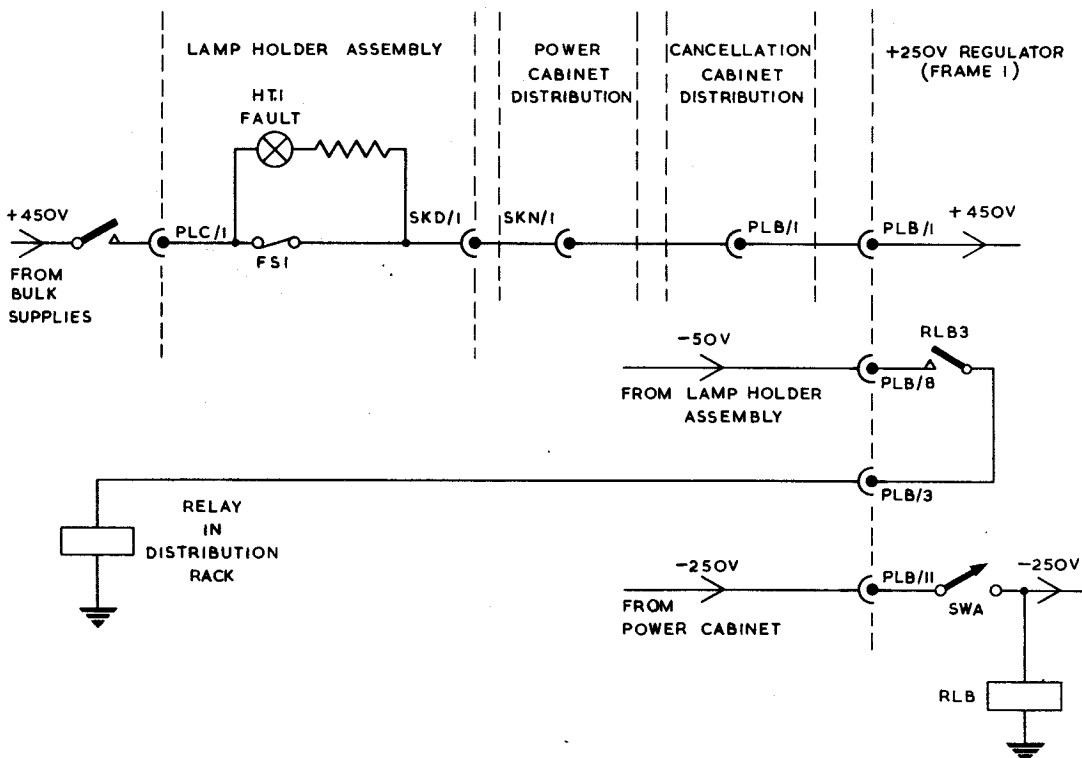 LAMP HOLDER ASSEMBLY
POWER
CABINET
DISTRIBUTION
CANCELLATION
CABINET
DISTRIBUTION
+250V REGULATOR
(FRAME 1)
HT.1
FAULT
+450V
PLC/1
FS1
SKD/1
SKN/1
PLB/1
PLB/1
+450V
FROM
BULK
SUPPLIES
-50V
RLB3
PLB/8
FROM LAMP HOLDER
ASSEMBLY
PLB/3
RELAY
IN
DISTRIBUTION
RACK
-250V
PLB/11
-250V
SWA
FROM
POWER CABINET
RLB